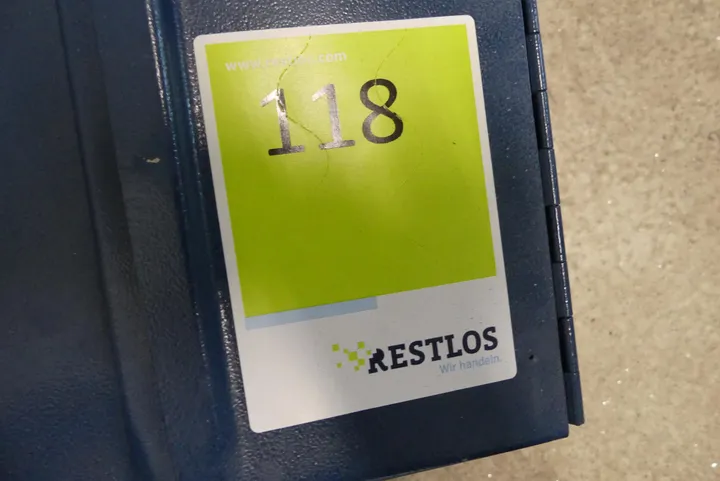 118
RESTLOS
Wir handeln.